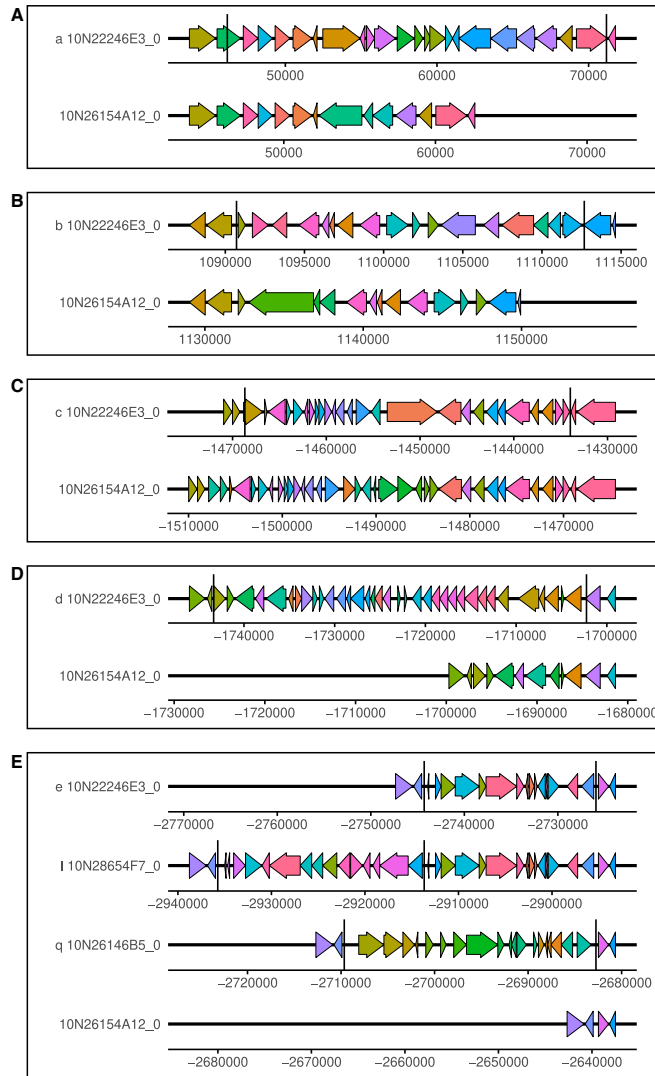 A
a 10N22246E3_0
50000 60000 70000
10N26154A12_0
50000 60000 70000
B
b 10N22246E3_0
1090000 1095000 1100000 1105000 1110000 1115000
10N26154A12_0
1130000 1140000 1150000
C
c 10N22246E3_0
−1470000 −1460000 −1450000 −1440000 −1430000
10N26154A12_0
−1510000 −1500000 −1490000 −1480000 −1470000
D
d 10N22246E3_0
−1740000 −1730000 −1720000 −1710000 −1700000
10N26154A12_0
−1730000 −1720000 −1710000 −1700000 −1690000 −1680000
E
e 10N22246E3_0
−2770000 −2760000 −2750000 −2740000 −2730000
l 10N28654F7_0
−2940000 −2930000 −2920000 −2910000 −2900000
q 10N26146B5_0
−2720000 −2710000 −2700000 −2690000 −2680000
10N26154A12_0
−2680000 −2670000 −2660000 −2650000 −2640000